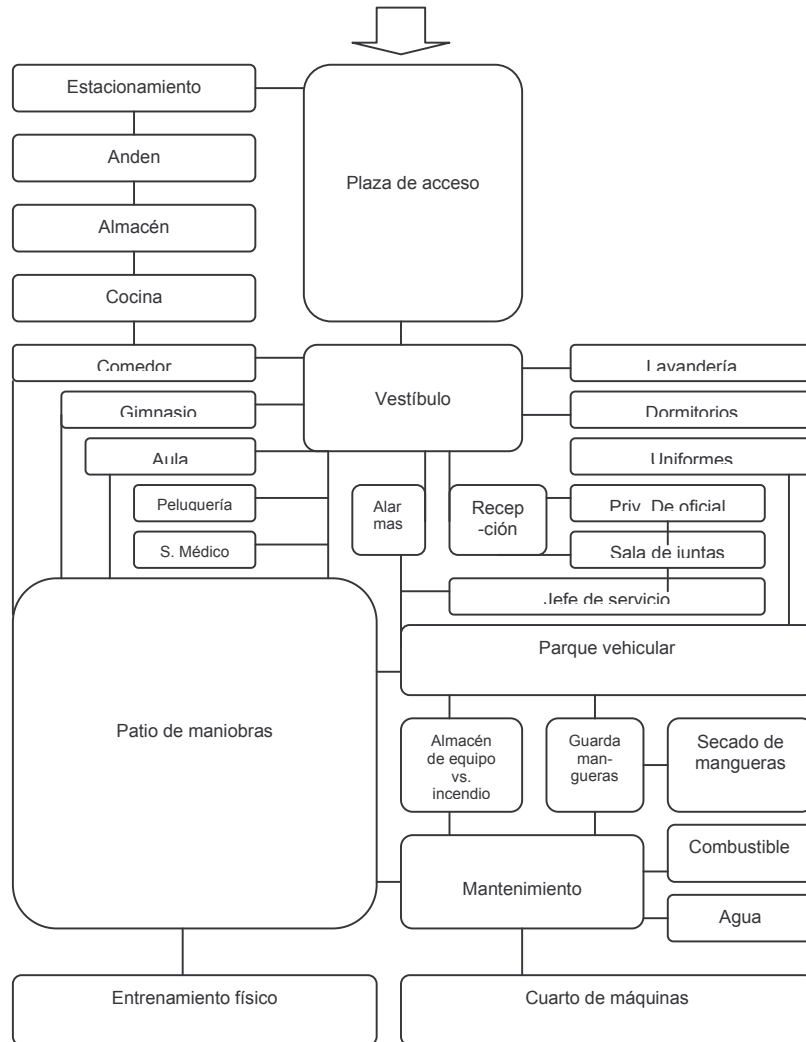 Estacionamiento
Plaza de acceso
Anden
Almacén
Cocina
Comedor
Vestíbulo
Lavandería
Gimnasio
Dormitorios
Aula
Uniformes
Peluquería
Alar
mas
Recep
-ción
Priv. De oficial
S. Médico
Sala de juntas
Jefe de servicio
Parque vehicular
Patio de maniobras
Almacén
de equipo
vs.
incendio
Guarda
man-
gueras
Secado de
mangueras
Combustible
Mantenimiento
Agua
Entrenamiento físico
Cuarto de máquinas